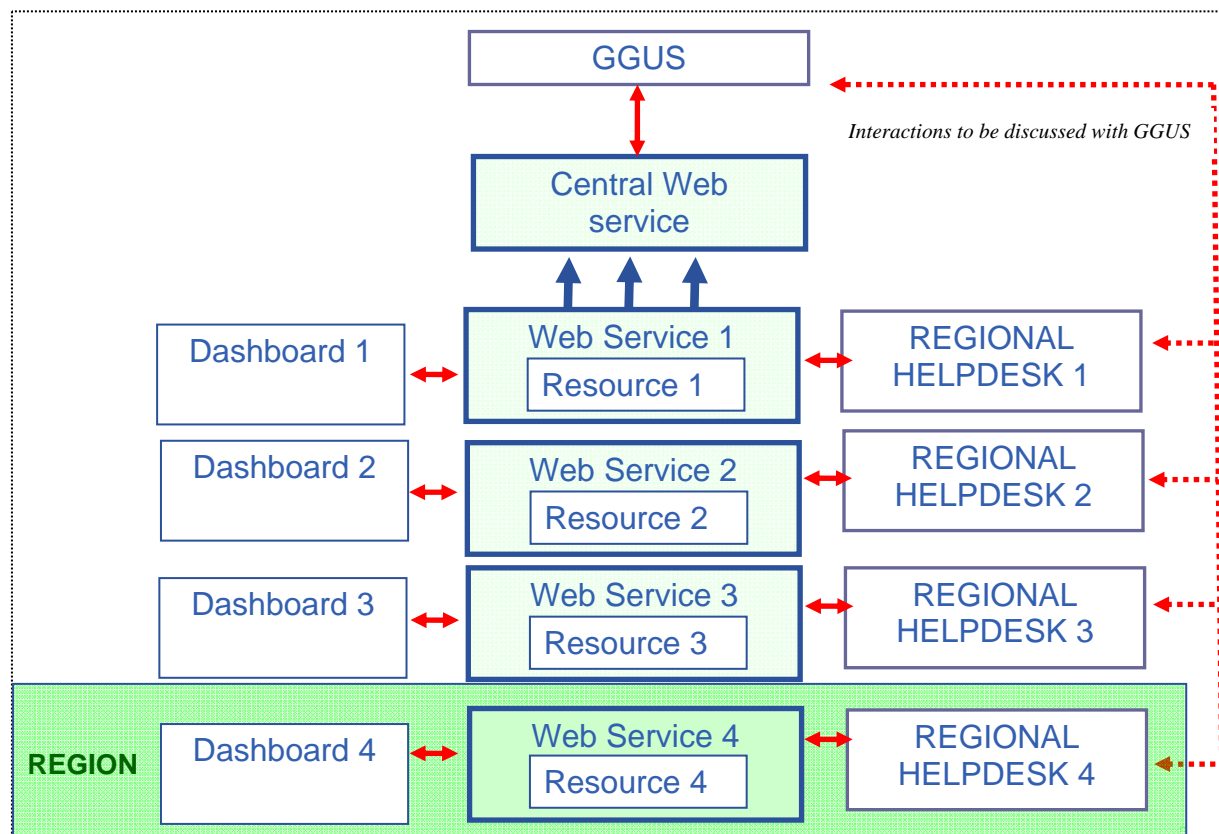 GGUS
Interactions to be discussed with GGUS
Central Web
service
Dashboard 1
Web Service 1
Resource 1
REGIONAL
HELPDESK 1
Dashboard 2
Web Service 2
Resource 2
REGIONAL
HELPDESK 2
Dashboard 3
Web Service 3
Resource 3
REGIONAL
HELPDESK 3
REGION
Dashboard 4
Web Service 4
Resource 4
REGIONAL
HELPDESK 4